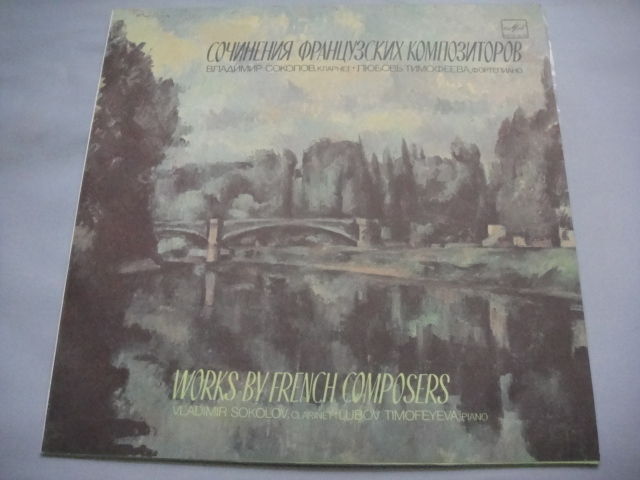 СОЧИНЕНИЯ ФРАНЦУЗСКИХ КОМПОЗИТОРОВ
ВЛАДИМИР СОКОЛОВ, КЛАРНЕТ • ЛЮБОВЬ ТИМОФЕЕВА, ФОРТЕПИАНО
WORKS BY FRENCH COMPOSERS
VLADIMIR SOKOLOV, CLARINET • LUBOV TIMOFEYEVA, PIANO